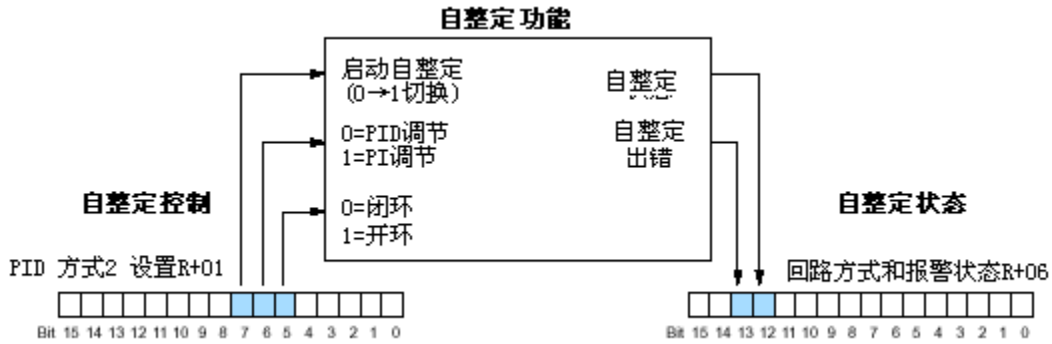 自整定功能
启动自整定
(0→1切换)
自整定
0=PID调节
1=PI调节
自整定
出错
0=闭环
1=开环
自整定控制
自整定状态
PID 方式2 设置R+01
回路方式和报警状态R+06
Bit 15 14 13 12 11 10 9 8 7 6 5 4 3 2 1 0
Bit 15 14 13 12 11 10 9 8 7 6 5 4 3 2 1 0